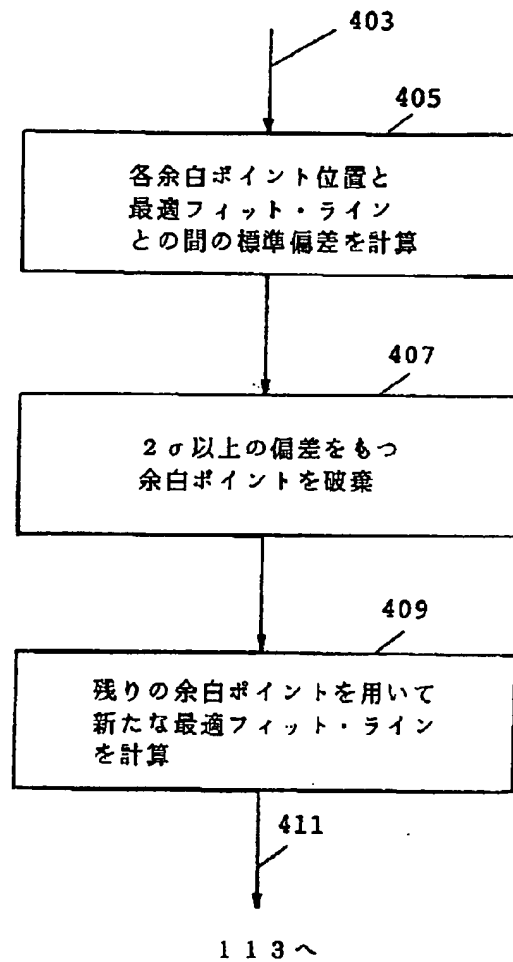 403
405
各余白ポイント位置と
最適フィット・ライン
との間の標準偏差を計算
407
2σ以上の偏差をもつ
余白ポイントを破棄
409
残りの余白ポイントを用いて
新たな最適フィット・ライン
を計算
411
113へ